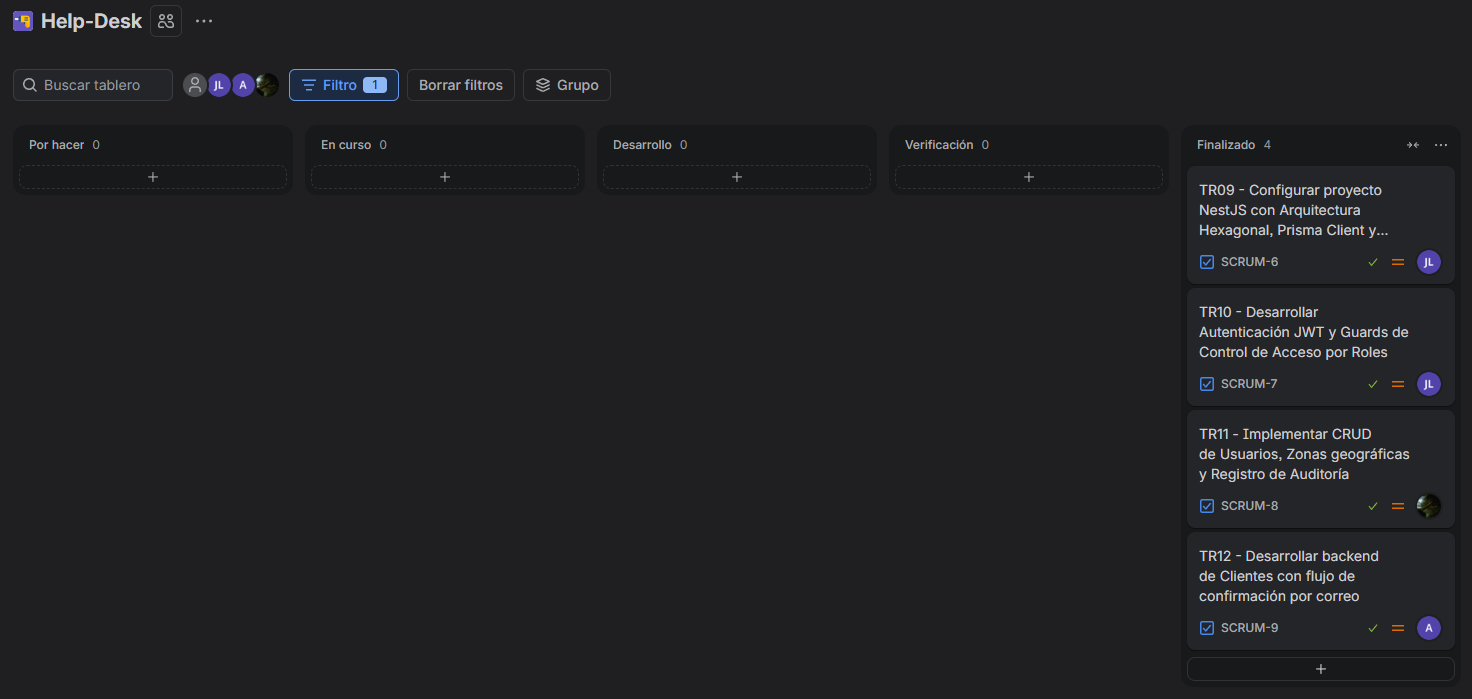 Help-Desk
Buscar tablero
JL
A
Filtro 1
Borrar filtros
Grupo
Por hacer 0
En curso 0
Desarrollo 0
Verificación 0
Finalizado 4
TR09 - Configurar proyecto
NestJS con Arquitectura
Hexagonal, Prisma Client y...
SCRUM-6
JL
TR10 - Desarrollar
Autenticación JWT y Guards de
Control de Acceso por Roles
SCRUM-7
JL
TR11 - Implementar CRUD
de Usuarios, Zonas geográficas
y Registro de Auditoría
SCRUM-8
TR12 - Desarrollar backend
de Clientes con flujo de
confirmación por correo
SCRUM-9
A